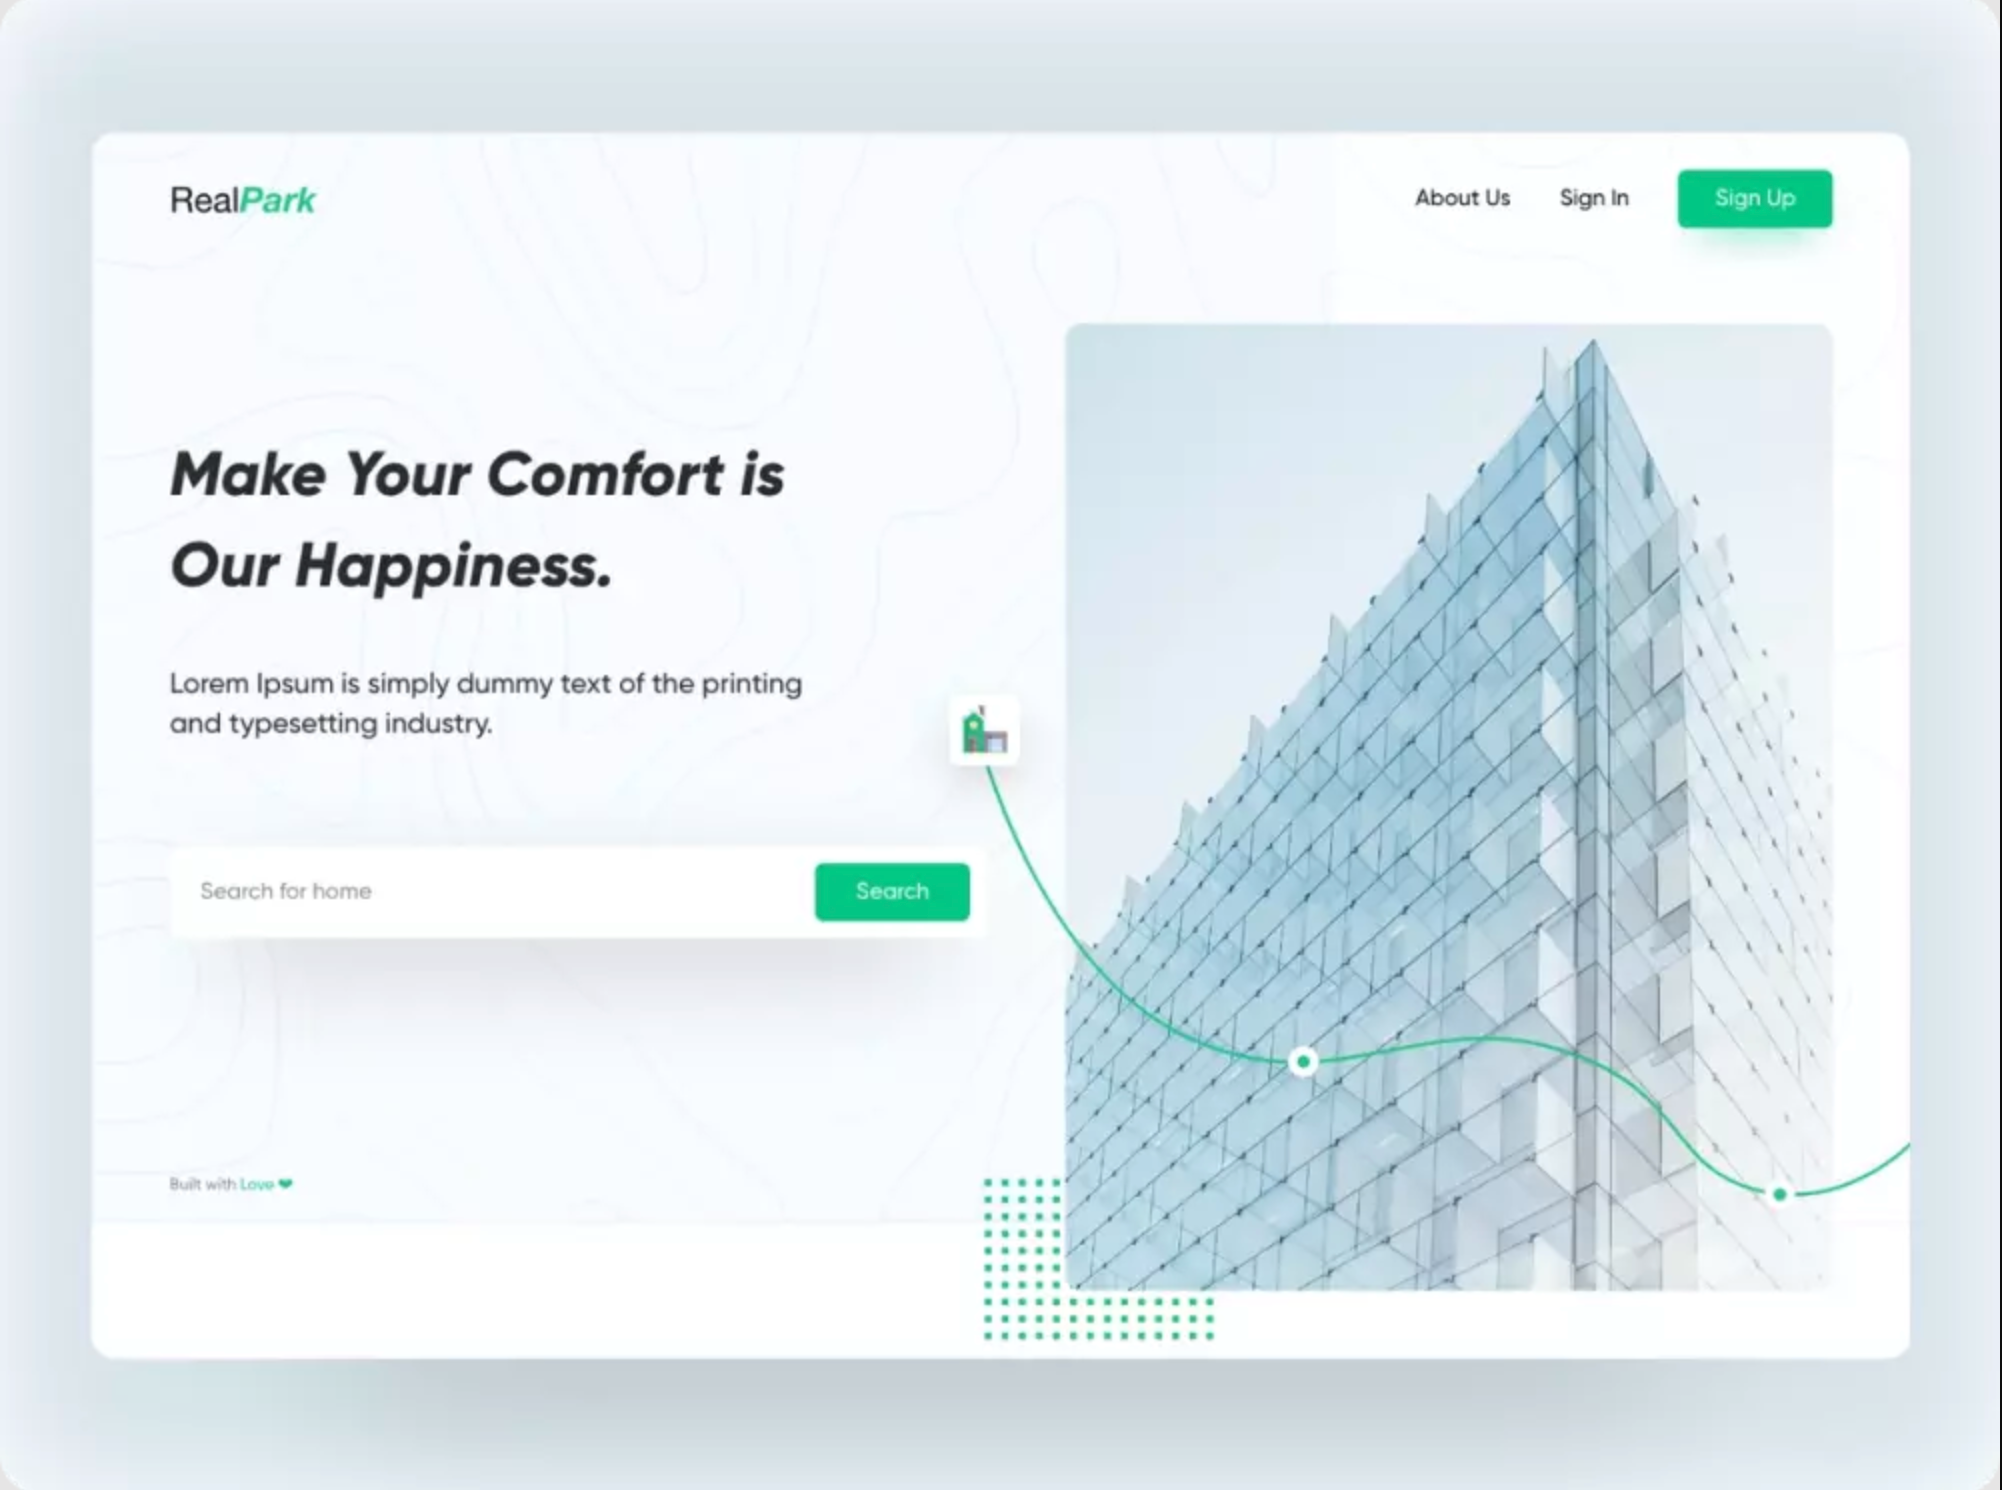 RealPark
About Us
Sign In
Sign Up
Make Your Comfort is
Our Happiness.
Lorem Ipsum is simply dummy text of the printing
and typesetting industry.
Search for home
Search
Built with Love ❤